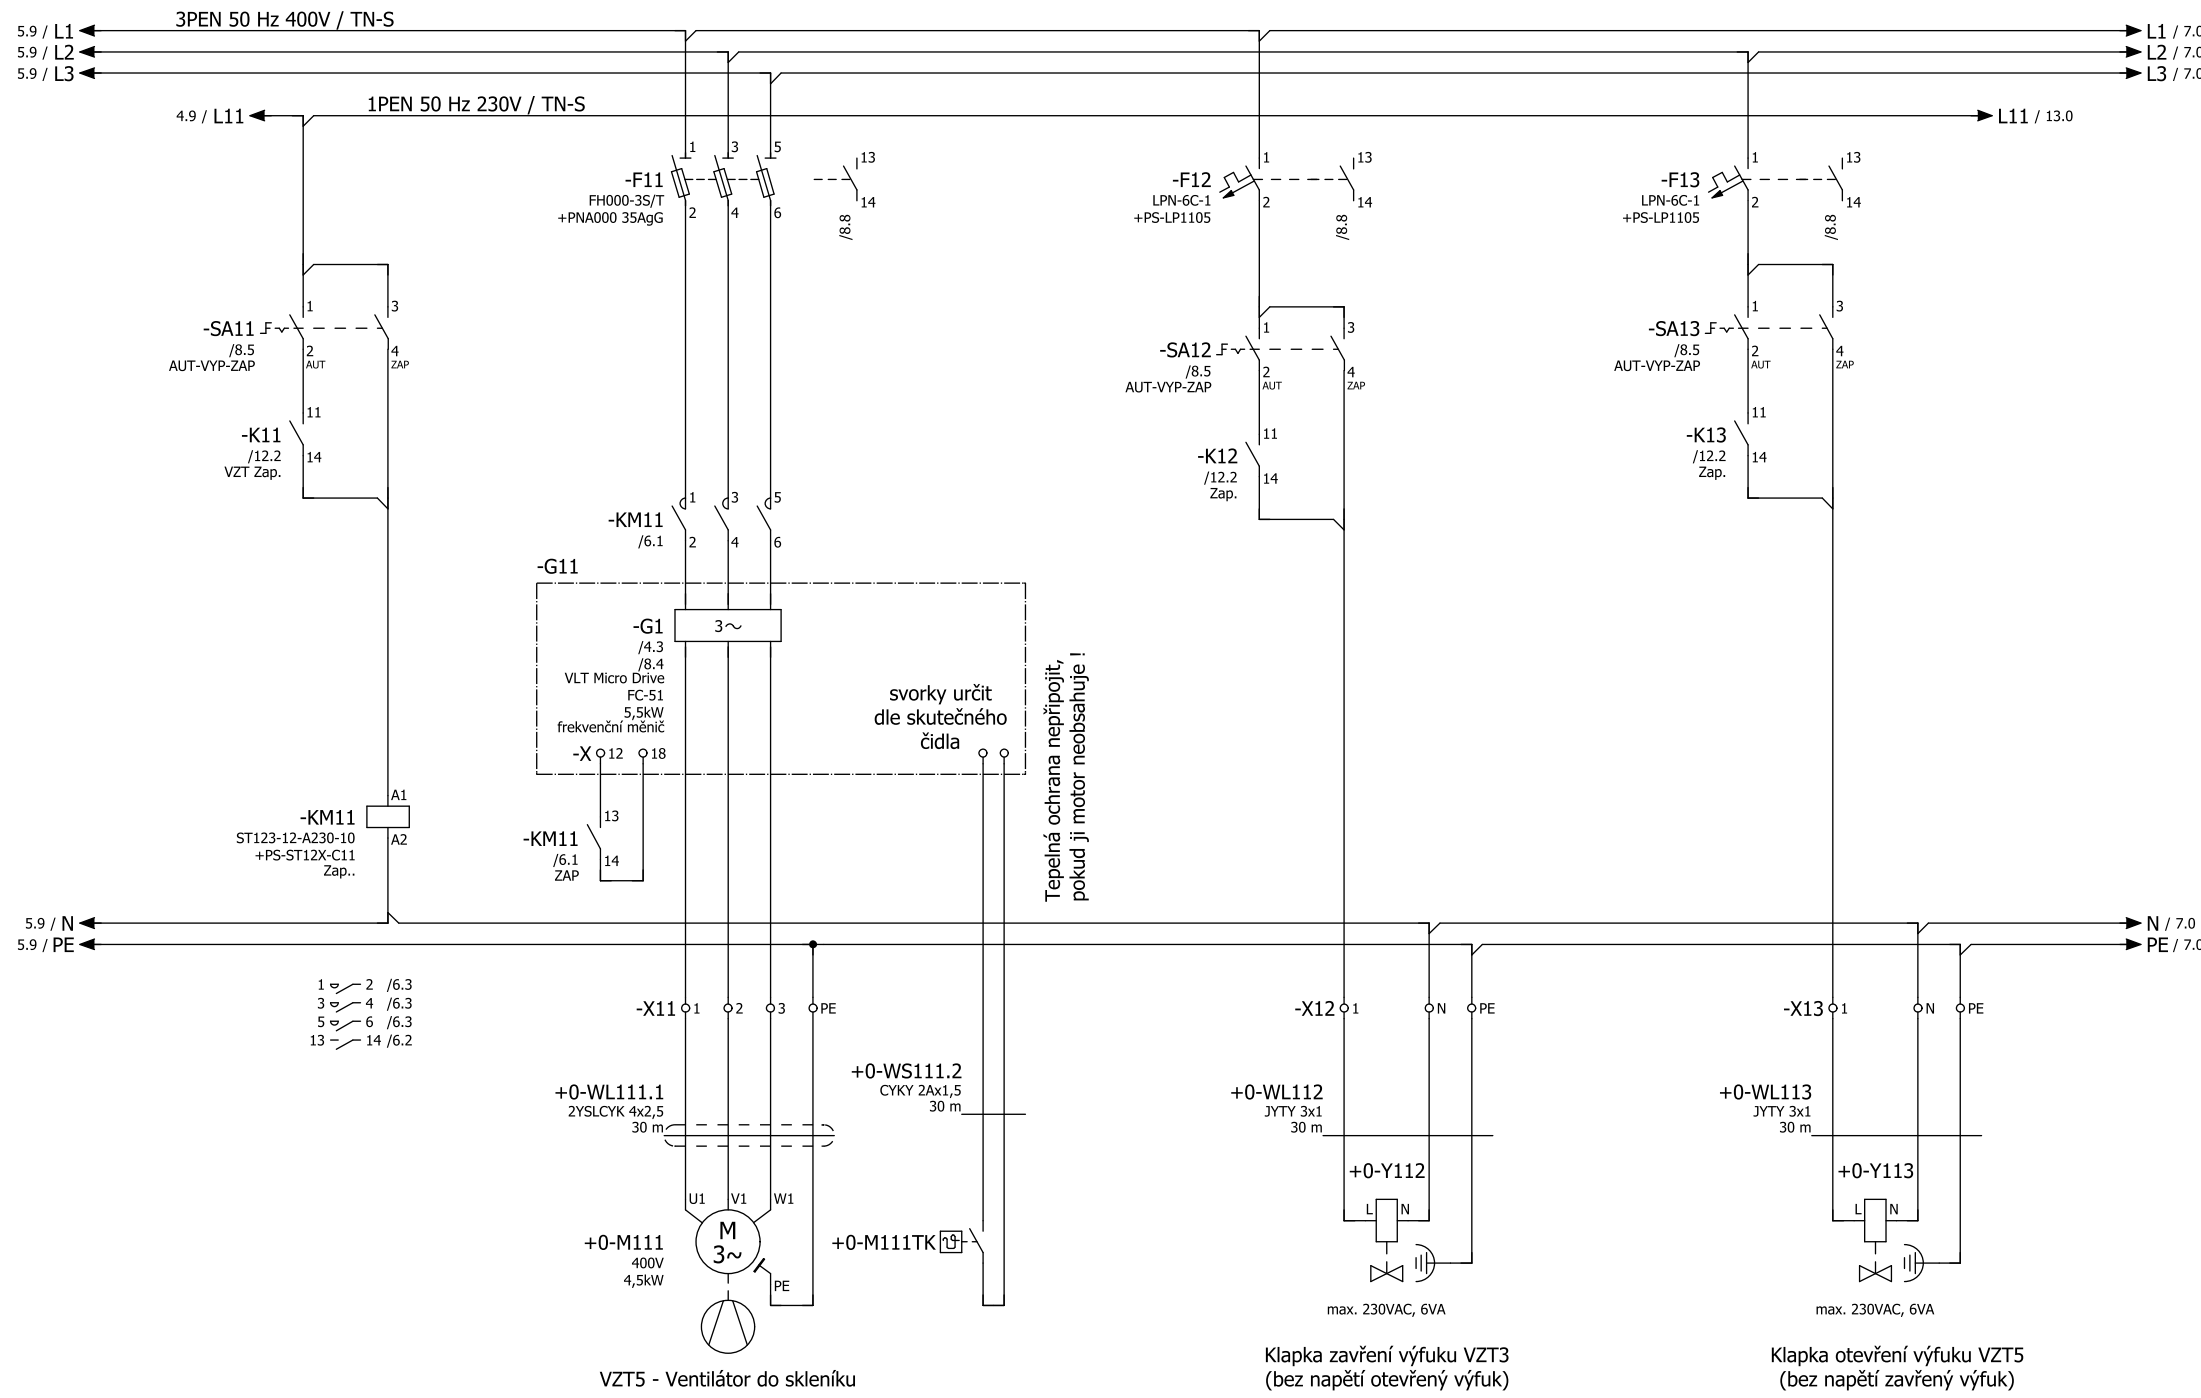 3PEN 50 Hz 400V / TN-S
5.9 / L1
L1 / 7.0
5.9 / L2
L2 / 7.0
5.9 / L3
L3 / 7.0
1PEN 50 Hz 230V / TN-S
4.9 / L11
L11 / 13.0
-SA11
/8.5
AUT-VYP-ZAP
1
2
AUT
3
4
ZAP
-K11
/12.2
VZT Zap.
11
14
-KM11
ST123-12-A230-10
+PS-ST12X-C11
Zap..
A1
A2
-F11
FH000-3S/T
+PNA000 35AgG
1
3
5
2
4
6
13
14
/8.8
-KM11
/6.1
1
3
5
2
4
6
-G11
-G1
3~
/4.3
/8.4
VLT Micro Drive
FC-51
5,5kW
frekvenční měnič
-X
12
18
svorky určit
dle skutečného
čidla
Tepelná ochrana nepřipojit,
pokud ji motor neobsahuje !
-KM11
/6.1
ZAP
13
14
-F12
LPN-6C-1
+PS-LP1105
1
2
13
14
/8.8
-SA12
/8.5
AUT-VYP-ZAP
1
2
AUT
3
4
ZAP
-K12
/12.2
Zap.
11
14
-F13
LPN-6C-1
+PS-LP1105
1
2
13
14
/8.8
-SA13
/8.5
AUT-VYP-ZAP
1
2
AUT
3
4
ZAP
-K13
/12.2
Zap.
11
14
5.9 / N
N / 7.0
5.9 / PE
PE / 7.0
1 2 /6.3
3 4 /6.3
5 6 /6.3
13 14 /6.2
-X11 1 2 3 PE
+0-WL111.1
2YSLCYK 4x2,5
30 m
+0-WS111.2
CYKY 2Ax1,5
30 m
U1 V1 W1
M
3~
PE
+0-M111
400V
4,5kW
+0-M111TK
ϑ
VZT5 - Ventilátor do skleníku
-X12 1 N PE
+0-WL112
JYTY 3x1
30 m
+0-Y112
L N
max. 230VAC, 6VA
Klapka zavření výfuku VZT3
(bez napětí otevřený výfuk)
-X13 1 N PE
+0-WL113
JYTY 3x1
30 m
+0-Y113
L N
max. 230VAC, 6VA
Klapka otevření výfuku VZT5
(bez napětí zavřený výfuk)